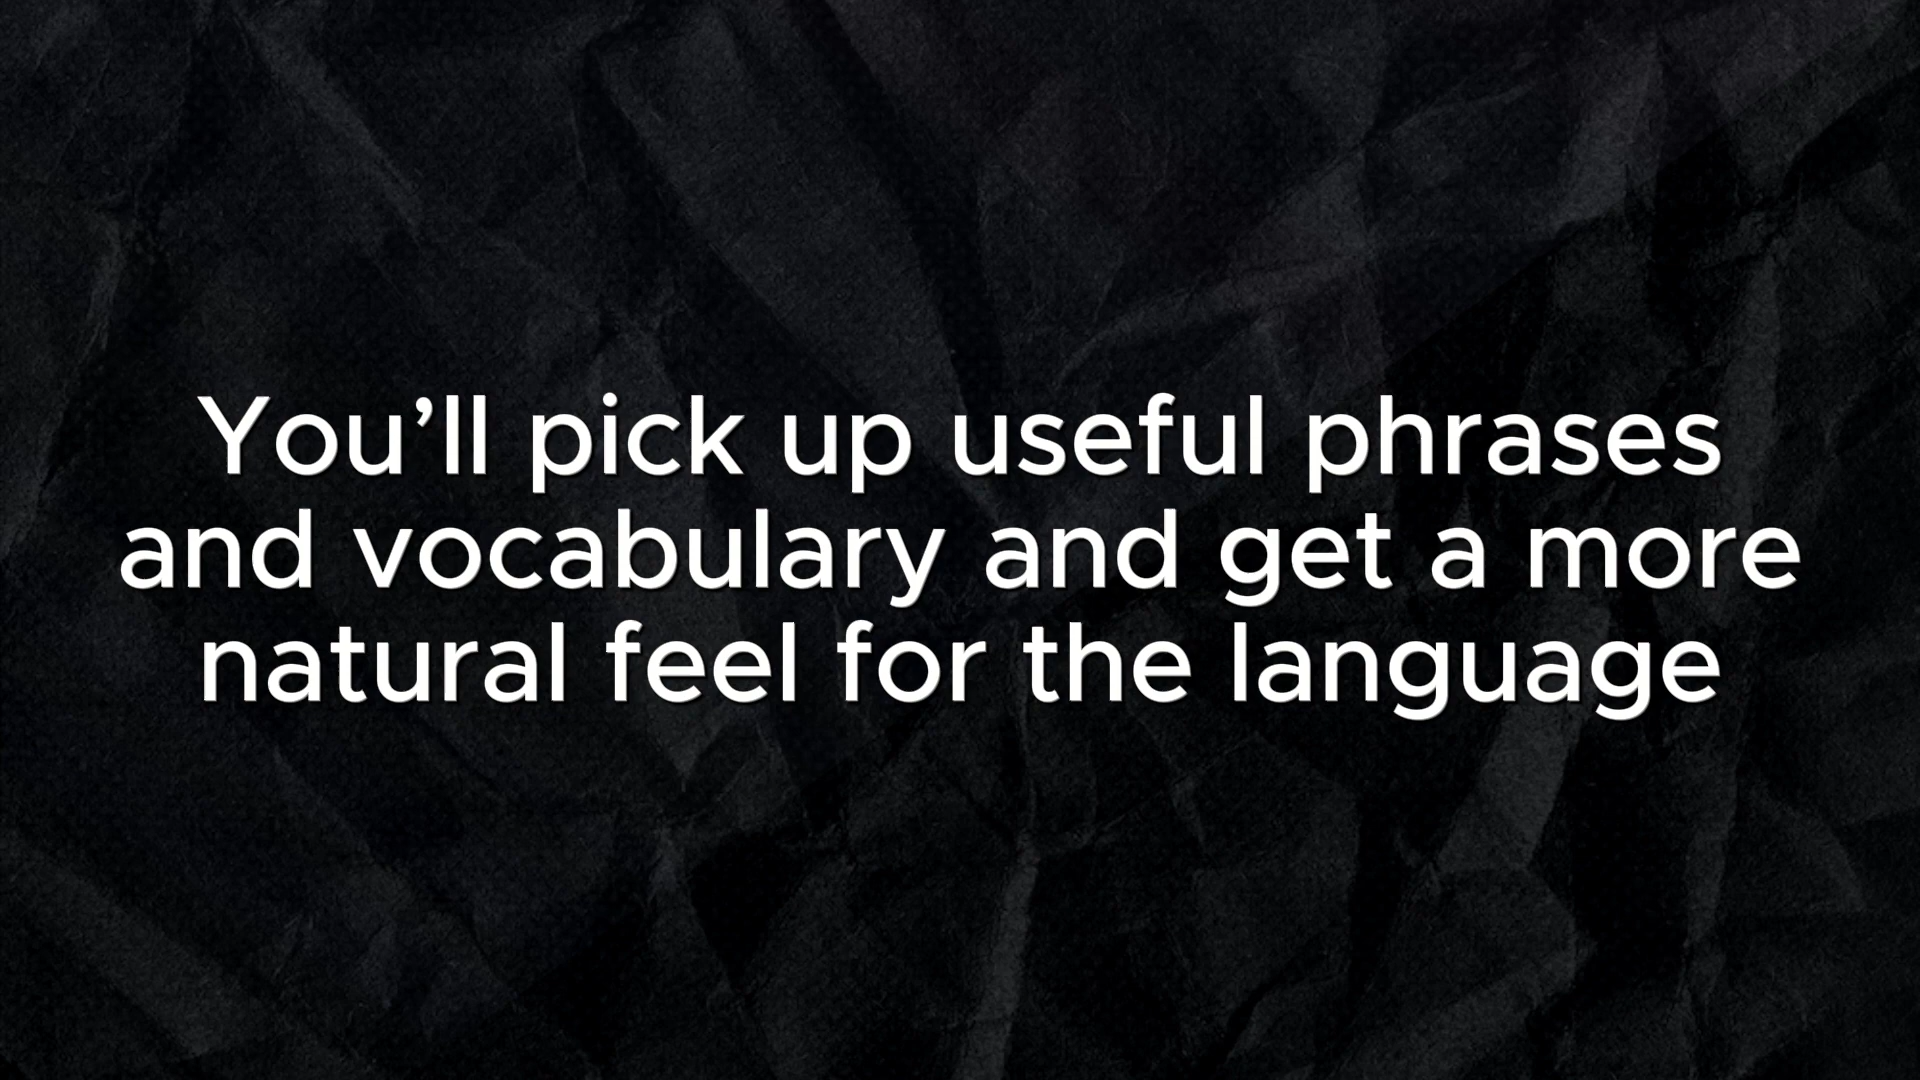 You’ll pick up useful phrases
and vocabulary and get a more
natural feel for the language